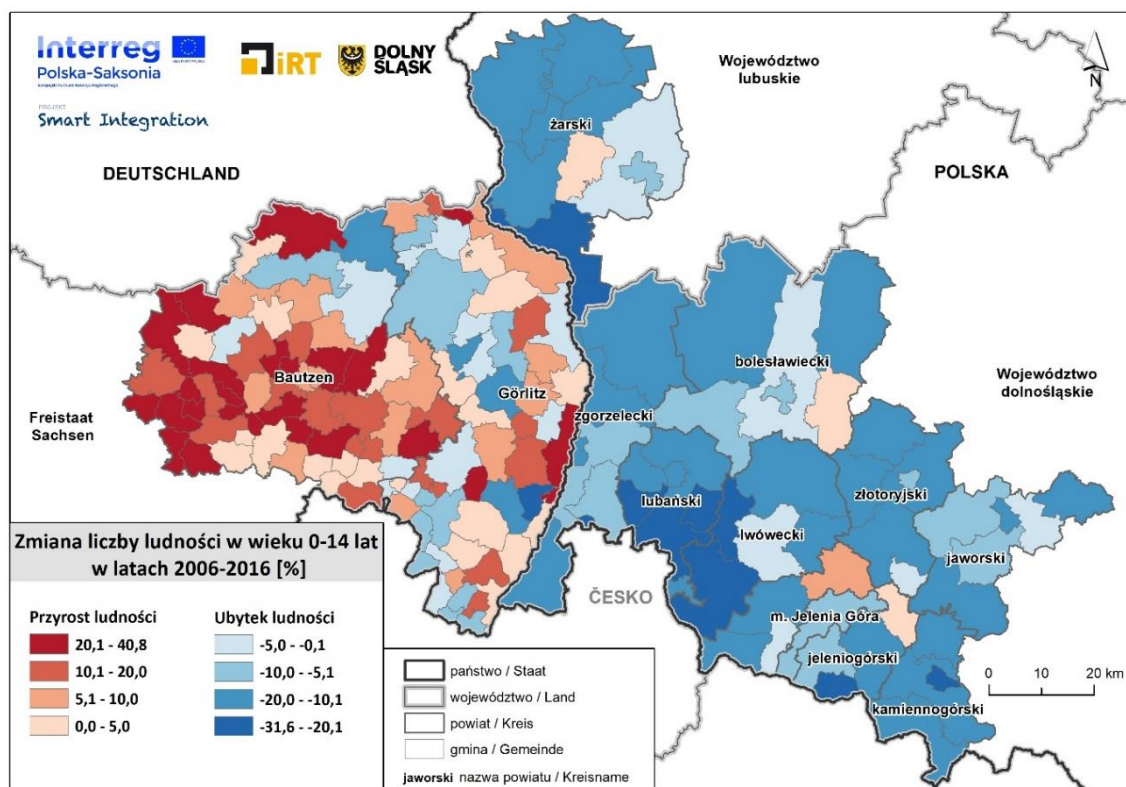 Interreg
Polska-Saksonia
iRT
DOLNY
ŚLĄSK
PROJEKT
Smart Integration
DEUTSCHLAND
Województwo
lubuskie
N
POLSKA
żarski
Bautzen
Görlitz
Freistaat
Sachsen
bolesławiecki
zgorzelecki
Województwo
dolnośląskie
lubański
złotoryjski
lwówecki
jaworski
ČESKO
m. Jelenia Góra
jeleniogórski
kamiennogórski
0 10 20 km
Zmiana liczby ludności w wieku 0-14 lat
w latach 2006-2016 [%]
Przyrost ludności
20,1 - 40,8
10,1 - 20,0
5,1 - 10,0
0,0 - 5,0
Ubytek ludności
-5,0 - -0,1
-10,0 - -5,1
-20,0 - -10,1
-31,6 - -20,1
państwo / Staat
województwo / Land
powiat / Kreis
gmina / Gemeinde
jaworski nazwa powiatu / Kreisname